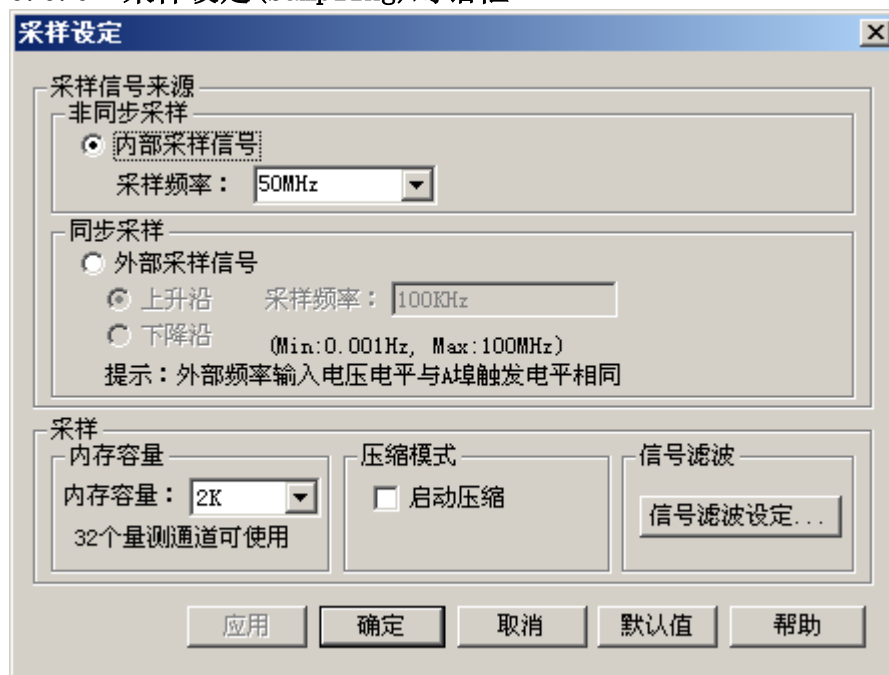 采样设定
采样信号来源
非同步采样
内部采样信号
采样频率： 50MHz
同步采样
外部采样信号
上升沿 采样频率： 100KHz
下降沿 (Min:0.001Hz, Max:100MHz)
提示：外部频率输入电压电平与A埠触发电平相同
采样
内存容量 压缩模式 信号滤波
内存容量： 2K 启动压缩 信号滤波设定...
32个量测通道可使用
应用 确定 取消 默认值 帮助